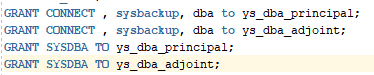 GRANT CONNECT , sysbackup, dba to ys_dba_principal;
GRANT CONNECT , sysbackup, dba to ys_dba_adjoint;
GRANT SYSDBA TO ys_dba_principal;
GRANT SYSDBA TO ys_dba_adjoint;